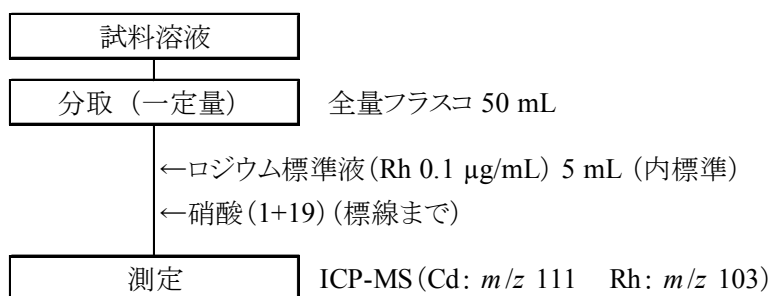 試料溶液
分取（一定量） 全量フラスコ 50 mL
←ロジウム標準液(Rh 0.1 µg/mL) 5 mL (内標準)
←硝酸(1+19)(標線まで)
測定 ICP-MS(Cd: m/z 111 Rh: m/z 103)